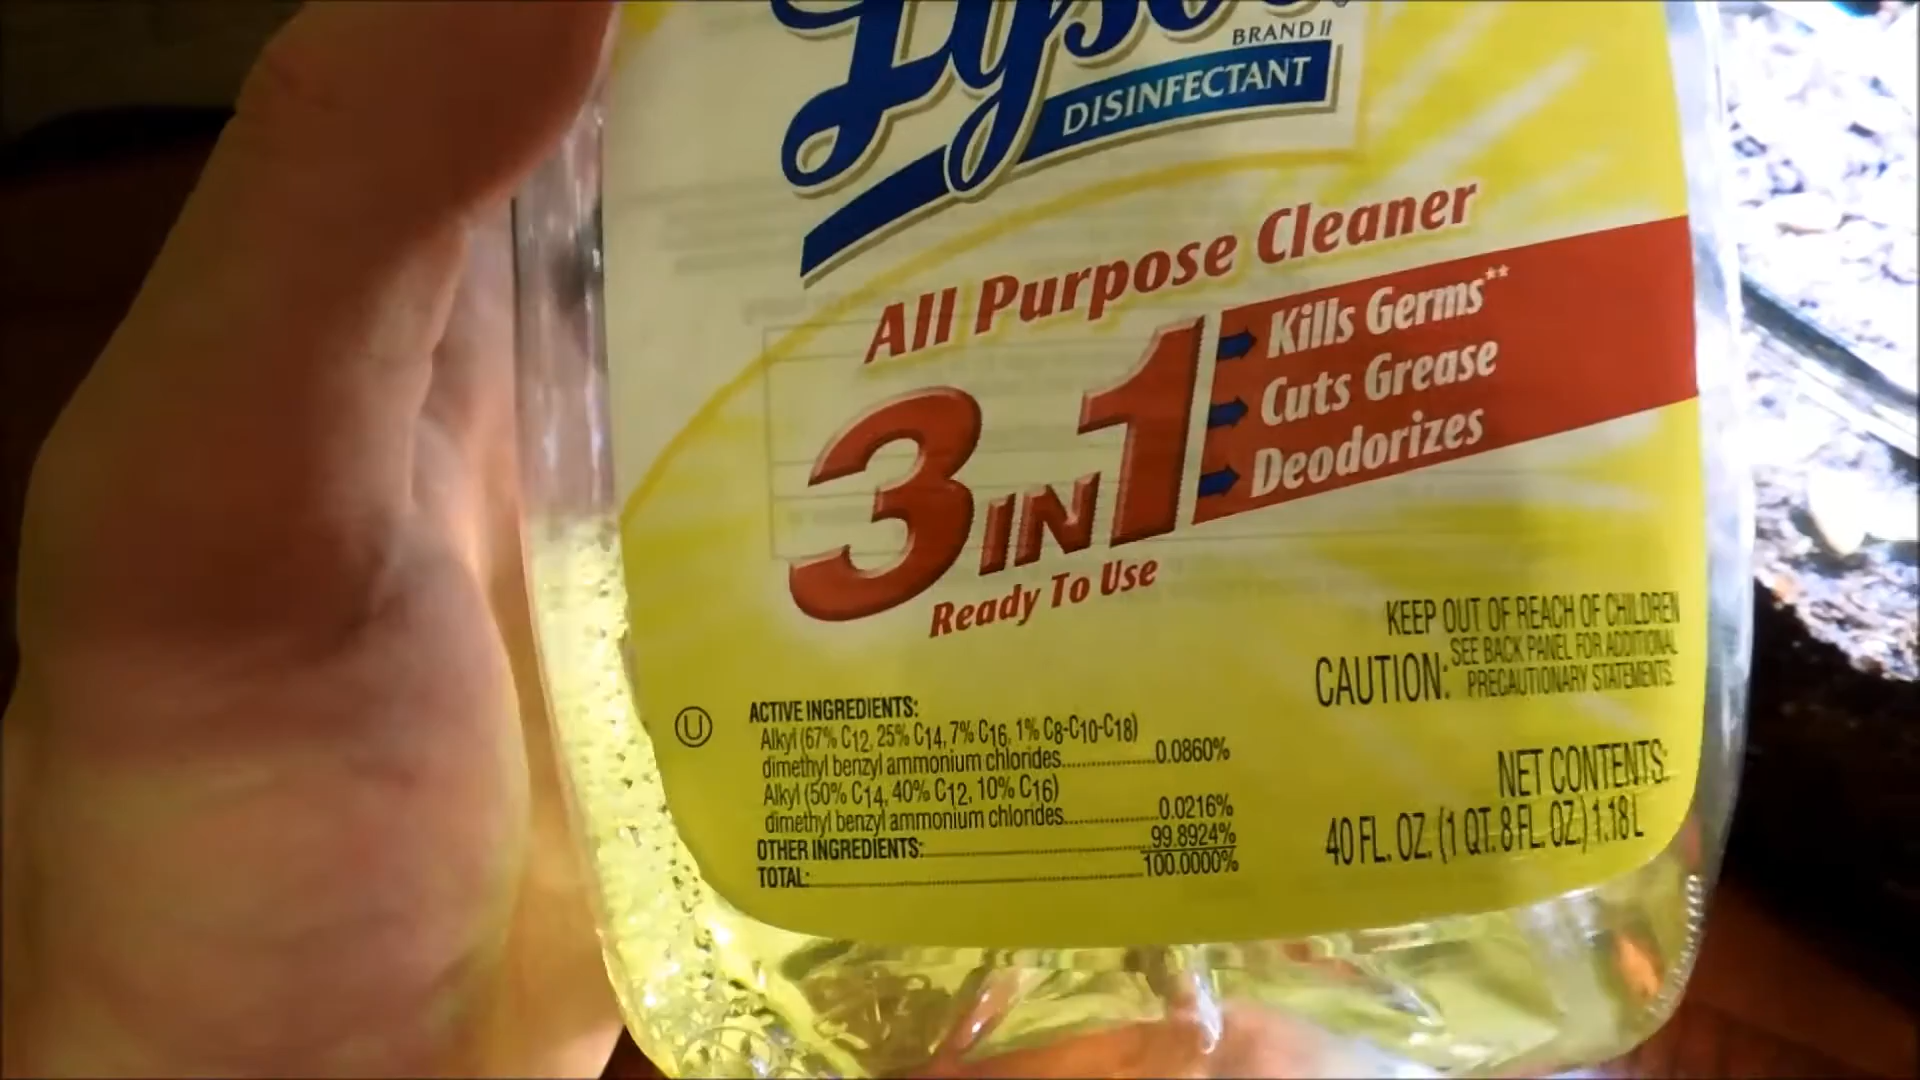 Lysol
BRAND II
DISINFECTANT
All Purpose Cleaner
3 IN 1
Kills Germs**
Cuts Grease
Deodorizes
Ready To Use
KEEP OUT OF REACH OF CHILDREN
CAUTION: SEE BACK PANEL FOR ADDITIONAL
PRECAUTIONARY STATEMENTS.
U
ACTIVE INGREDIENTS:
Alkyl (67% C12, 25% C14, 7% C16, 1% C8-C10-C18)
dimethyl benzyl ammonium chlorides..................0.0860%
Alkyl (50% C14, 40% C12, 10% C16)
dimethyl benzyl ammonium chlorides..................0.0216%
OTHER INGREDIENTS:..................99.8924%
TOTAL:..................100.0000%
NET CONTENTS:
40 FL. OZ. (1 QT. 8 FL. OZ.) 1.18 L